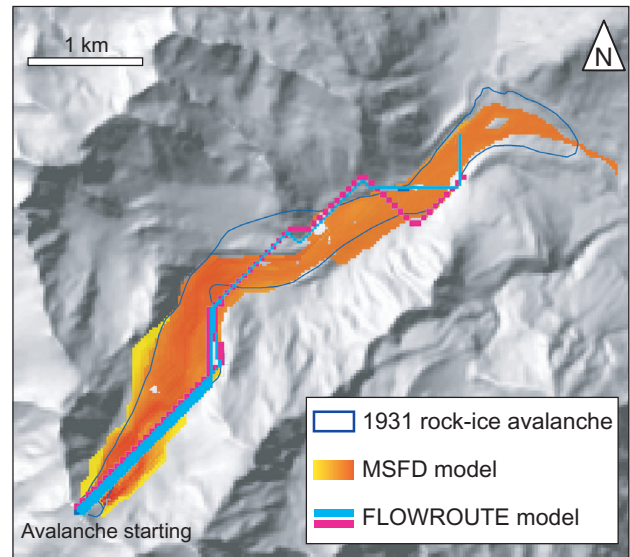 1 km
N
1931 rock-ice avalanche
MSFD model
FLOWROUTE model
Avalanche starting